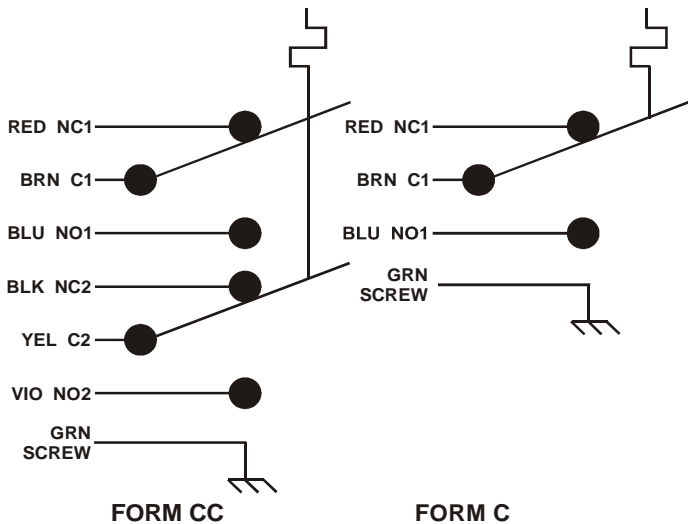 RED NC1
BRN C1
BLU NO1
BLK NC2
YEL C2
VIO NO2
GRN
SCREW
FORM CC
RED NC1
BRN C1
BLU NO1
GRN
SCREW
FORM C